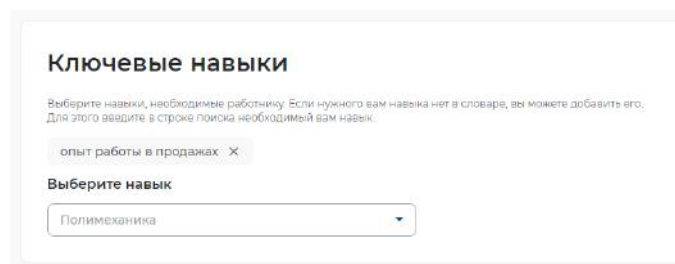 Ключевые навыки
Выберите навыки, необходимые работнику. Если нужного вам навыка нет в словаре, вы можете добавить его.
Для этого введите в строке поиска необходимый вам навык.
опыт работы в продажах ×
Выберите навык
Полимеханика